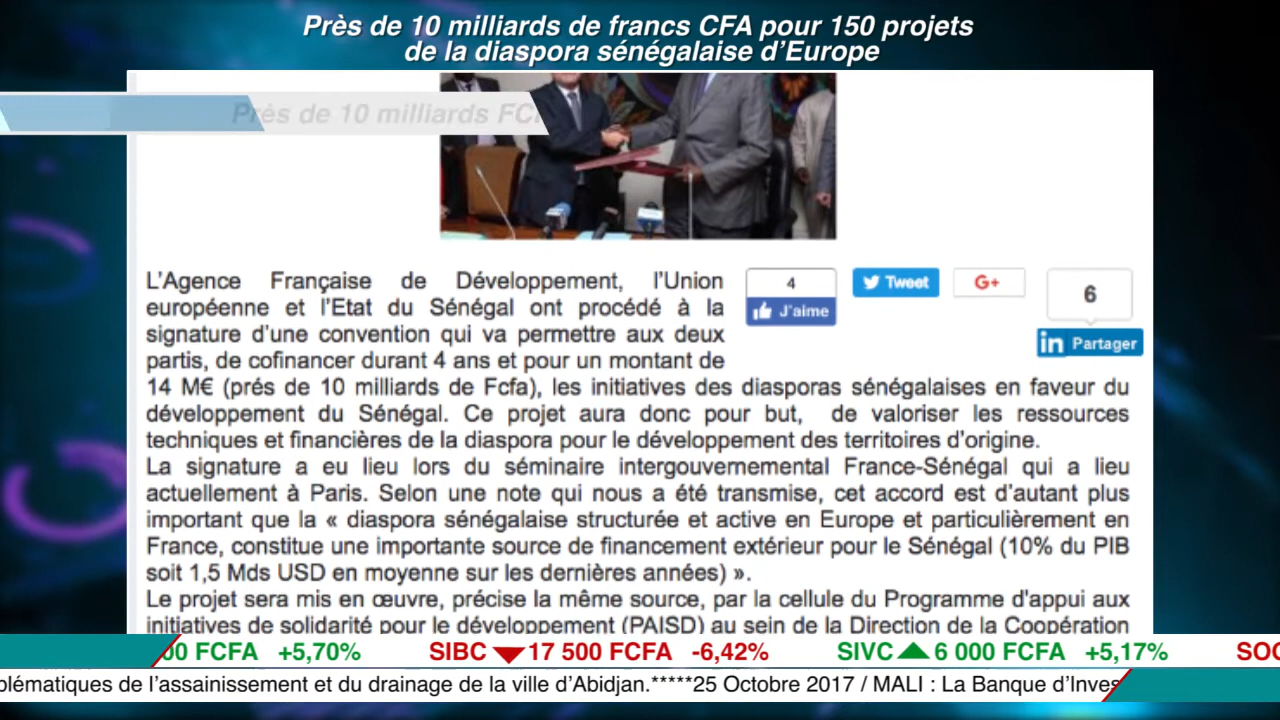 Près de 10 milliards de francs CFA pour 150 projets
de la diaspora sénégalaise d’Europe
Près de 10 milliards FC
L’Agence Française de Développement, l’Union
européenne et l’Etat du Sénégal ont procédé à la
signature d’une convention qui va permettre aux deux
partis, de cofinancer durant 4 ans et pour un montant de
14 M€ (prés de 10 milliards de Fcfa), les initiatives des diasporas sénégalaises en faveur du
développement du Sénégal. Ce projet aura donc pour but, de valoriser les ressources
techniques et financières de la diaspora pour le développement des territoires d’origine.
La signature a eu lieu lors du séminaire intergouvernemental France-Sénégal qui a lieu
actuellement à Paris. Selon une note qui nous a été transmise, cet accord est d’autant plus
important que la « diaspora sénégalaise structurée et active en Europe et particulièrement en
France, constitue une importante source de financement extérieur pour le Sénégal (10% du PIB
soit 1,5 Mds USD en moyenne sur les dernières années) ».
Le projet sera mis en œuvre, précise la même source, par la cellule du Programme d'appui aux
initiatives de solidarité pour le développement (PAISD) au sein de la Direction de la Coopération
4
J’aime
Tweet
G+
6
in Partager
00 FCFA +5,70% SIBC 17 500 FCFA -6,42% SIVC 6 000 FCFA +5,17% SOC
plématiques de l’assainissement et du drainage de la ville d’Abidjan.*****25 Octobre 2017 / MALI : La Banque d’Inves